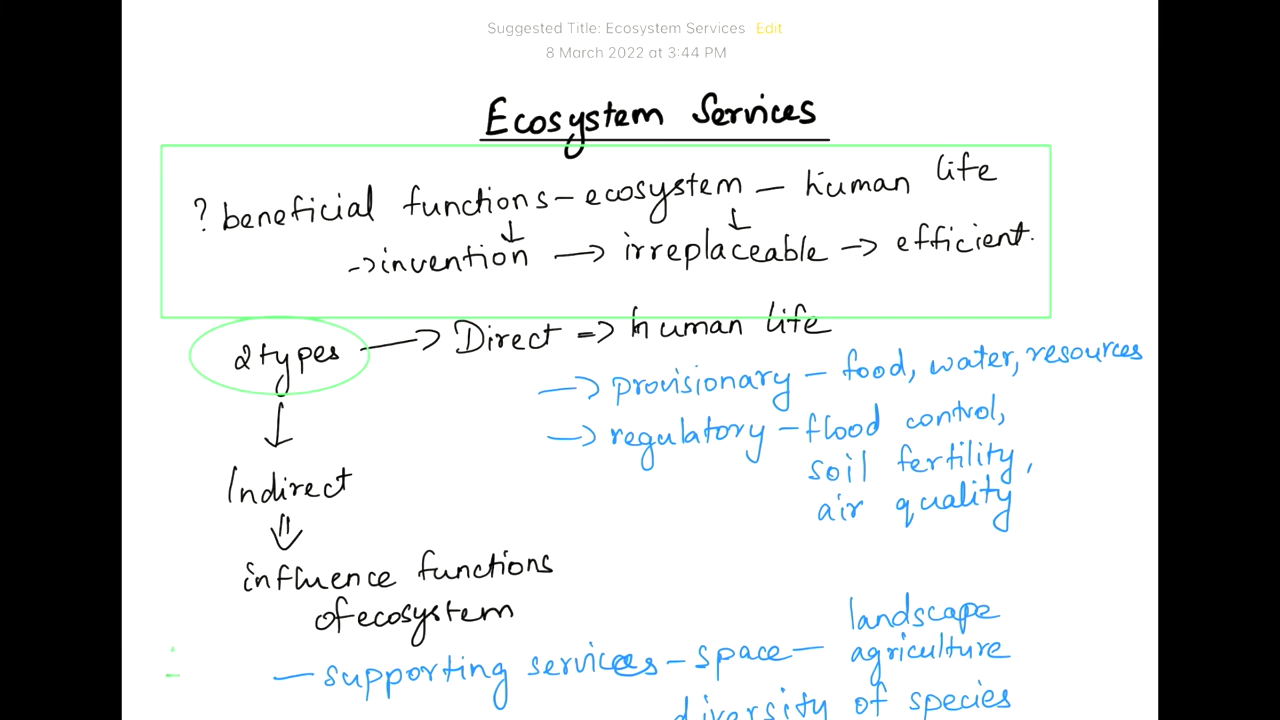 Suggested Title: Ecosystem Services Edit
8 March 2022 at 3:44 PM
Ecosystem Services
? beneficial functions – ecosystem — human life
→ invention → irreplaceable → efficient.
2 types → Direct => human life
→ provisionary – food, water, resources
→ regulatory – flood control,
soil fertility,
air quality
Indirect
influence functions
of ecosystem
landscape
— supporting services – space — agriculture
diversity of species